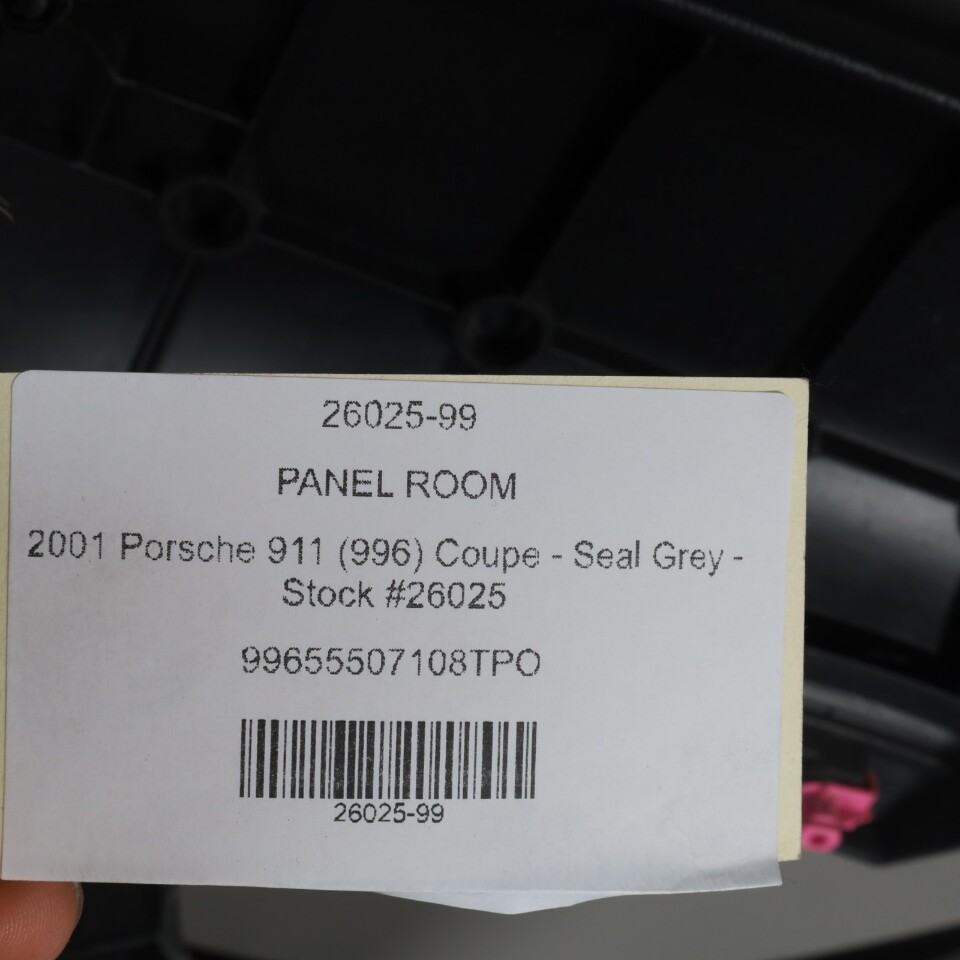 26025-99
PANEL ROOM
2001 Porsche 911 (996) Coupe - Seal Grey -
Stock #26025
99655507108TPO
26025-99